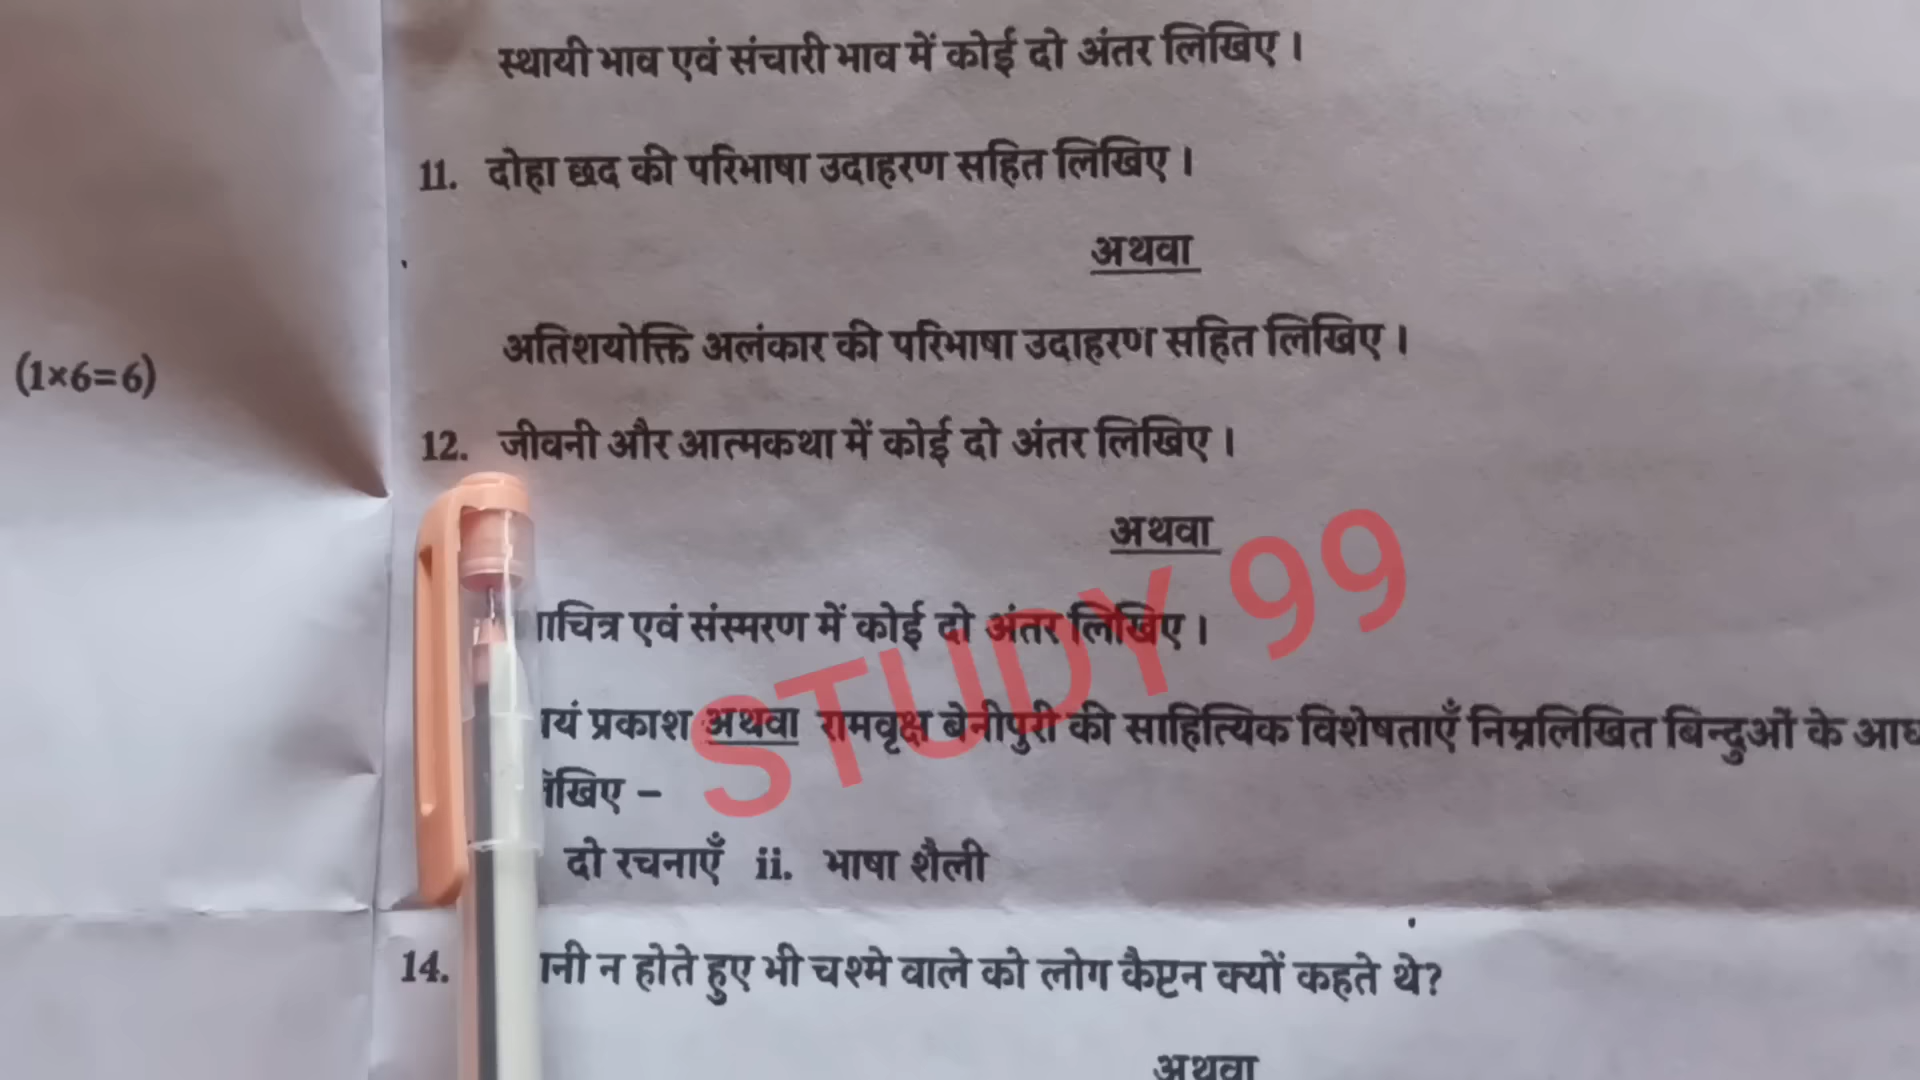 स्थायी भाव एवं संचारी भाव में कोई दो अंतर लिखिए।
11. दोहा छद की परिभाषा उदाहरण सहित लिखिए।
अथवा
अतिशयोक्ति अलंकार की परिभाषा उदाहरण सहित लिखिए।
(1×6=6)
12. जीवनी और आत्मकथा में कोई दो अंतर लिखिए।
अथवा
एवं संस्मरण में कोई दो अंतर लिखिए।
STUDY 99
प्रकाश अथवा रामवृक्ष बेनीपुरी की साहित्यिक विशेषताएँ निम्नलिखित बिन्दुओं के
–
दो रचनाएँ ii. भाषा शैली
14. न होते हुए भी चश्मे वाले को लोग कैप्टन क्यों कहते थे?
अथवा